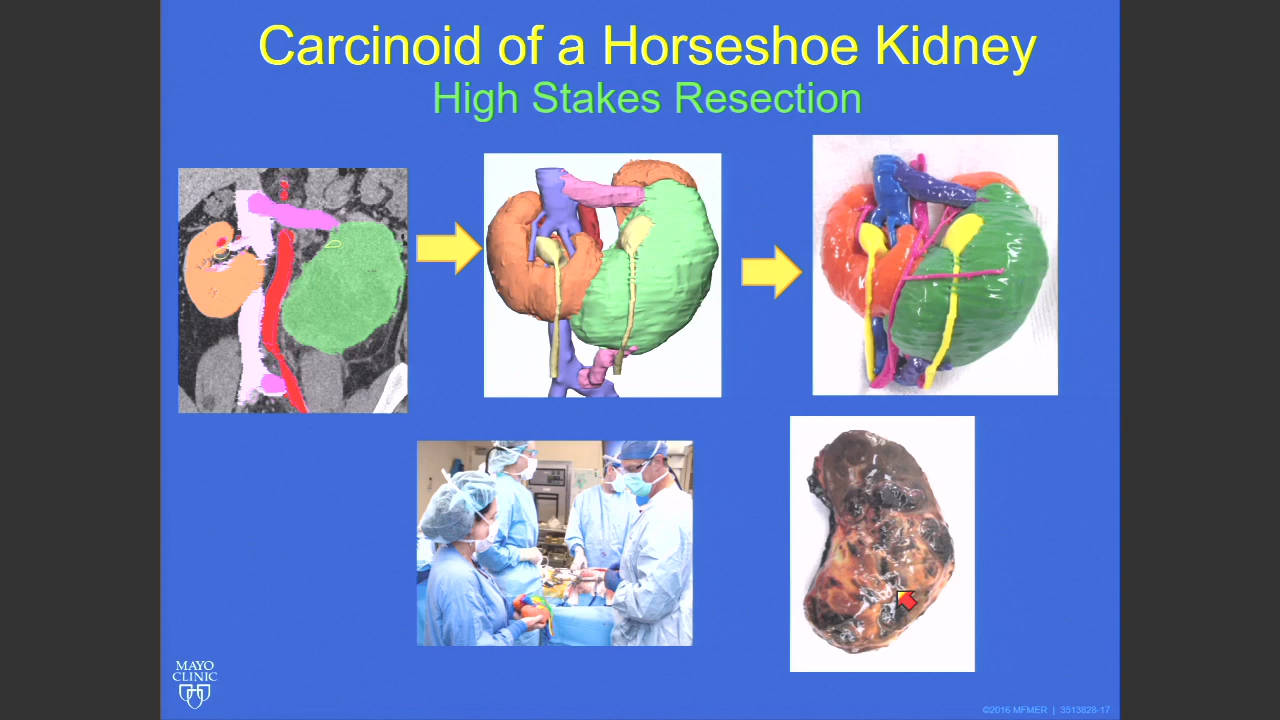 Carcinoid of a Horseshoe Kidney
High Stakes Resection
MAYO
CLINIC
©2016 MFMER | 3513828-17